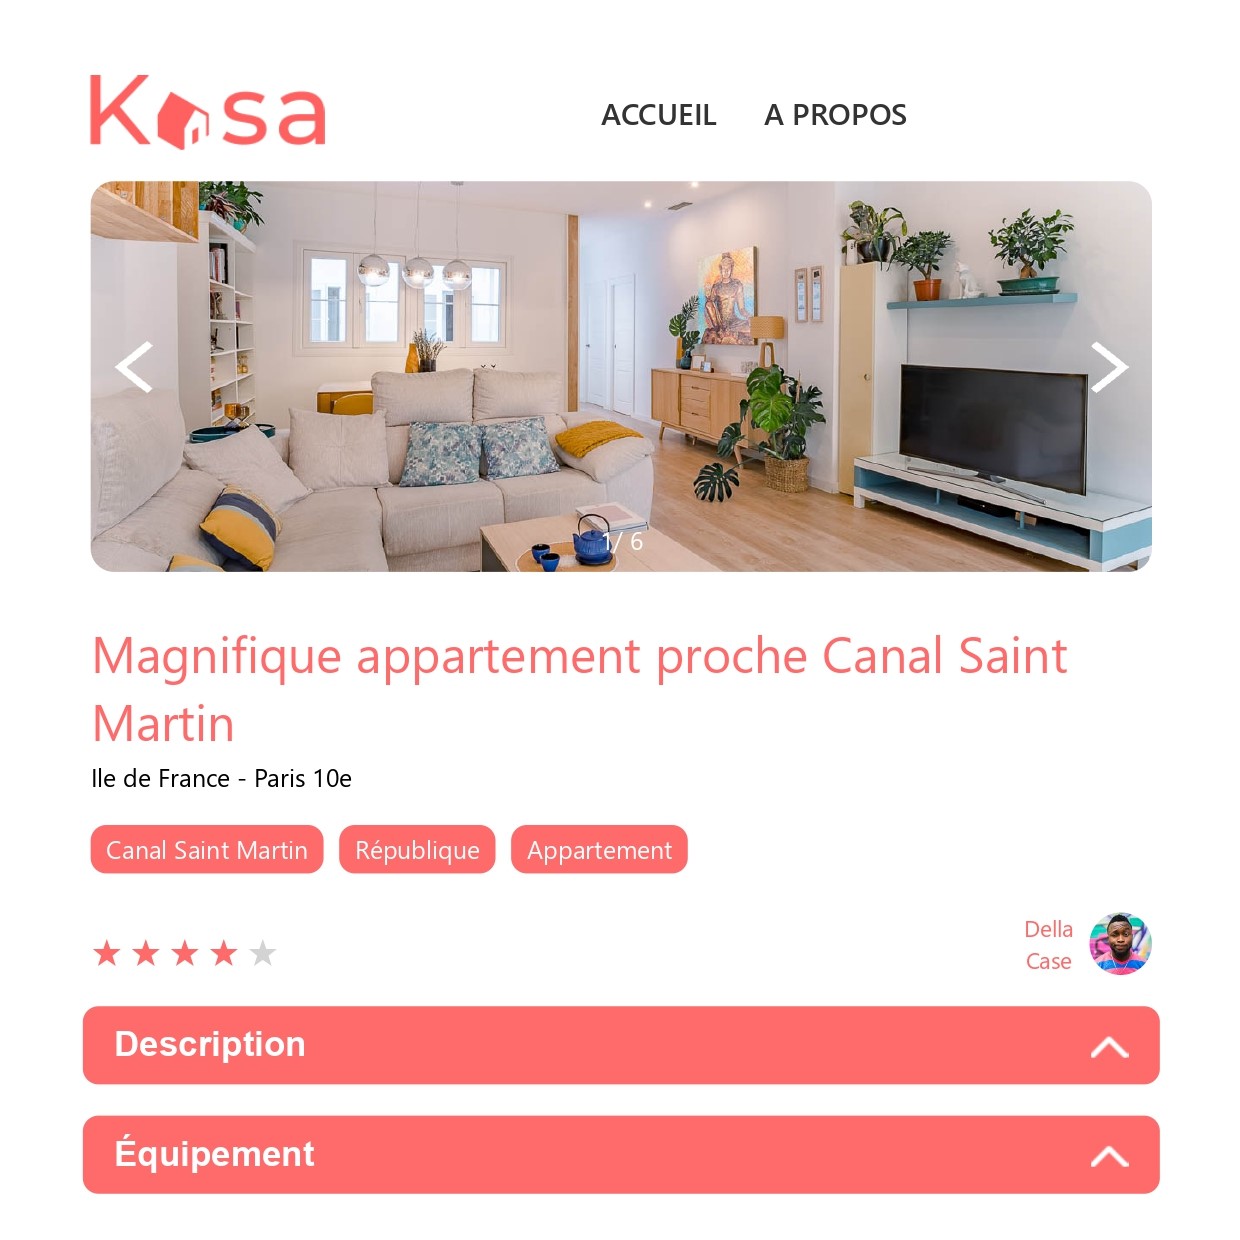 Kasa
ACCUEIL A PROPOS
1/ 6
Magnifique appartement proche Canal Saint
Martin
Ile de France - Paris 10e
Canal Saint Martin République Appartement
Della
Case
Description
Équipement